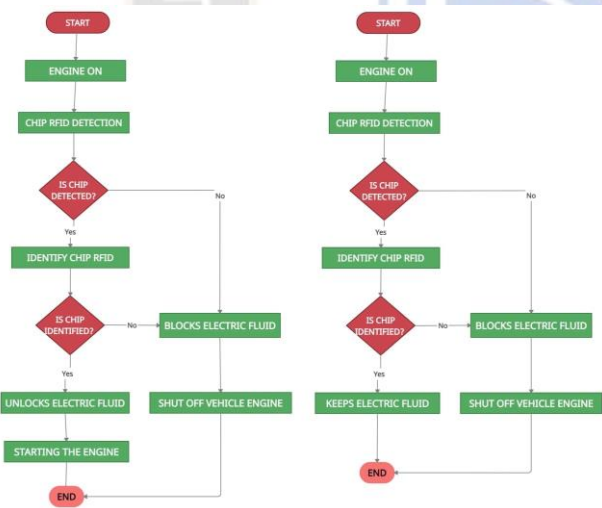 START
ENGINE ON
CHIP RFID DETECTION
IS CHIP
DETECTED?
No
Yes
IDENTIFY CHIP RFID
IS CHIP
IDENTIFIED?
No
BLOCKS ELECTRIC FLUID
Yes
UNLOCKS ELECTRIC FLUID
SHUT OFF VEHICLE ENGINE
STARTING THE ENGINE
END
START
ENGINE ON
CHIP RFID DETECTION
IS CHIP
DETECTED?
No
Yes
IDENTIFY CHIP RFID
IS CHIP
IDENTIFIED?
No
BLOCKS ELECTRIC FLUID
Yes
KEEPS ELECTRIC FLUID
SHUT OFF VEHICLE ENGINE
END